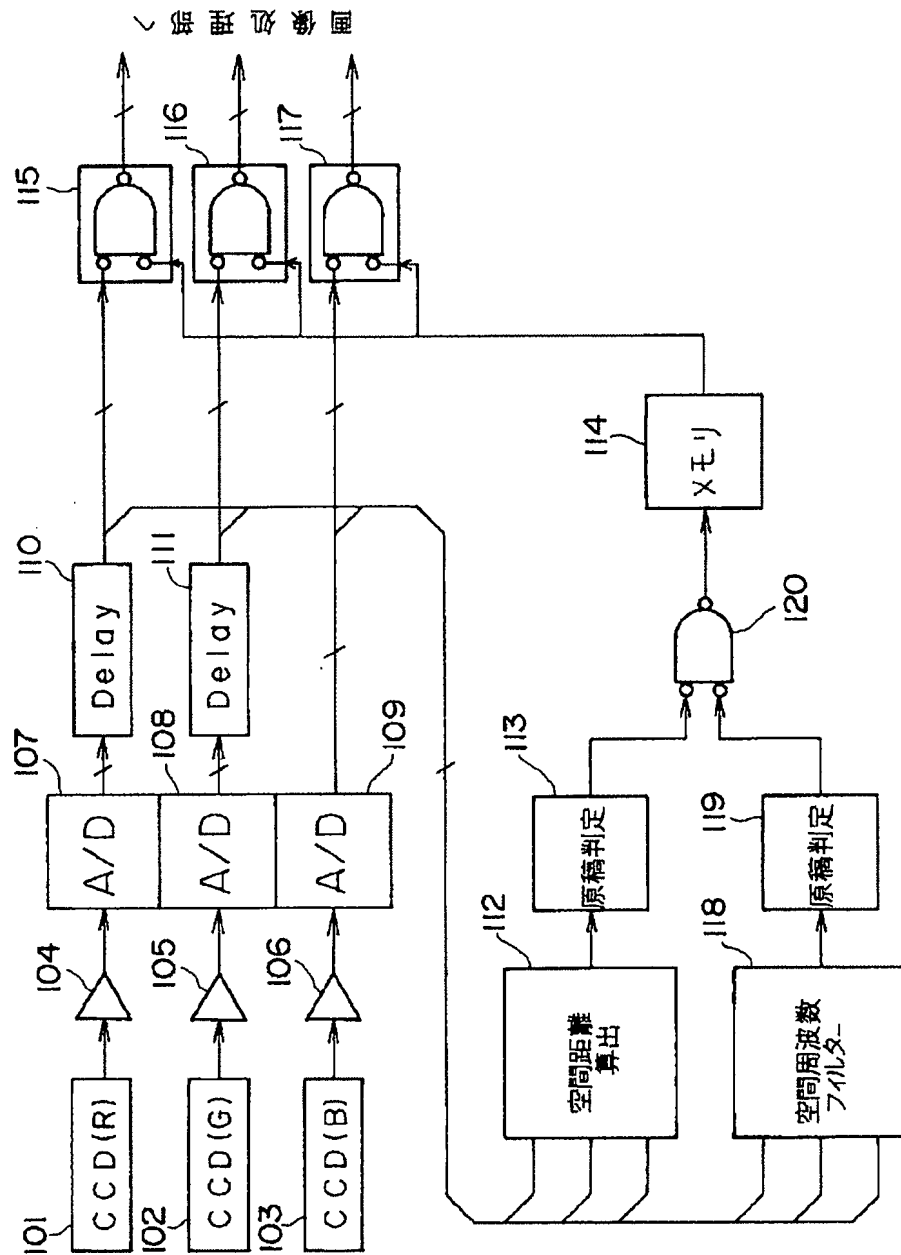 101
CCD(R)
104
107
A/D
110
Delay
115
画像処理部へ
102
CCD(G)
105
108
A/D
111
Delay
116
103
CCD(B)
106
109
A/D
117
112
空間距離
算出
113
原稿判定
120
114
メモリ
118
空間周波数
フィルター
119
原稿判定